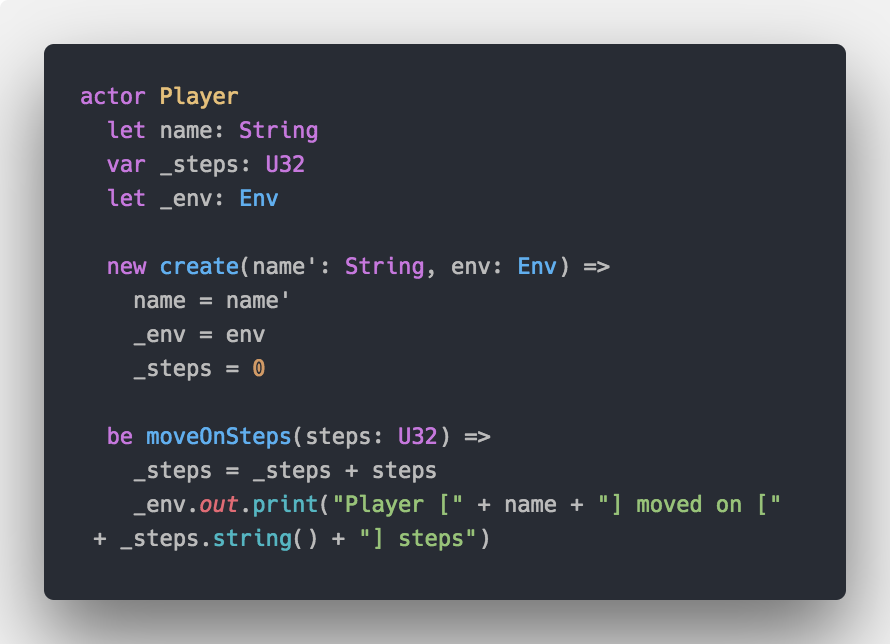 actor Player
  let name: String
  var _steps: U32
  let _env: Env

  new create(name': String, env: Env) =>
    name = name'
    _env = env
    _steps = 0

  be moveOnSteps(steps: U32) =>
    _steps = _steps + steps
    _env.out.print("Player [" + name + "] moved on ["
 + _steps.string() + "] steps")